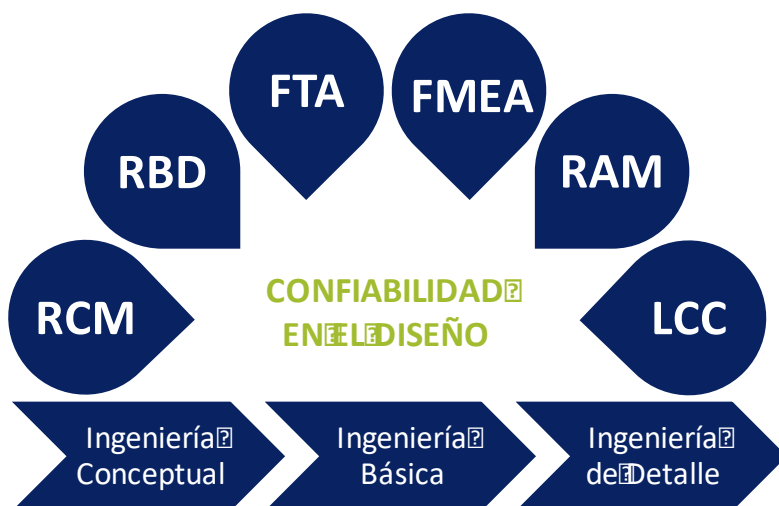 FTA
FMEA
RBD
RAM
CONFIABILIDAD
EN EL DISEÑO
RCM
LCC
Ingeniería
Conceptual
Ingeniería
Básica
Ingeniería
de Detalle